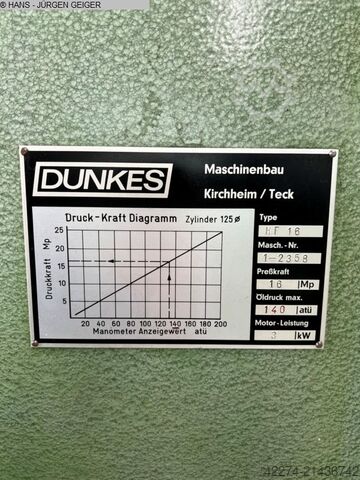 ® HANS - JÜRGEN GEIGER
DUNKES
Maschinenbau
Kirchheim / Teck
Druck-Kraft Diagramm Zylinder 125 ø
Druckkraft Mp
25
20
15
10
5
20 40 60 80 100 120 140 160 180 200
Manometer Anzeigewert atü
Type
HF 16
Masch.-Nr.
1-2358
Preßkraft
16 Mp
Öldruck max.
140 atü
Motor-Leistung
3 kW
42274-21438742